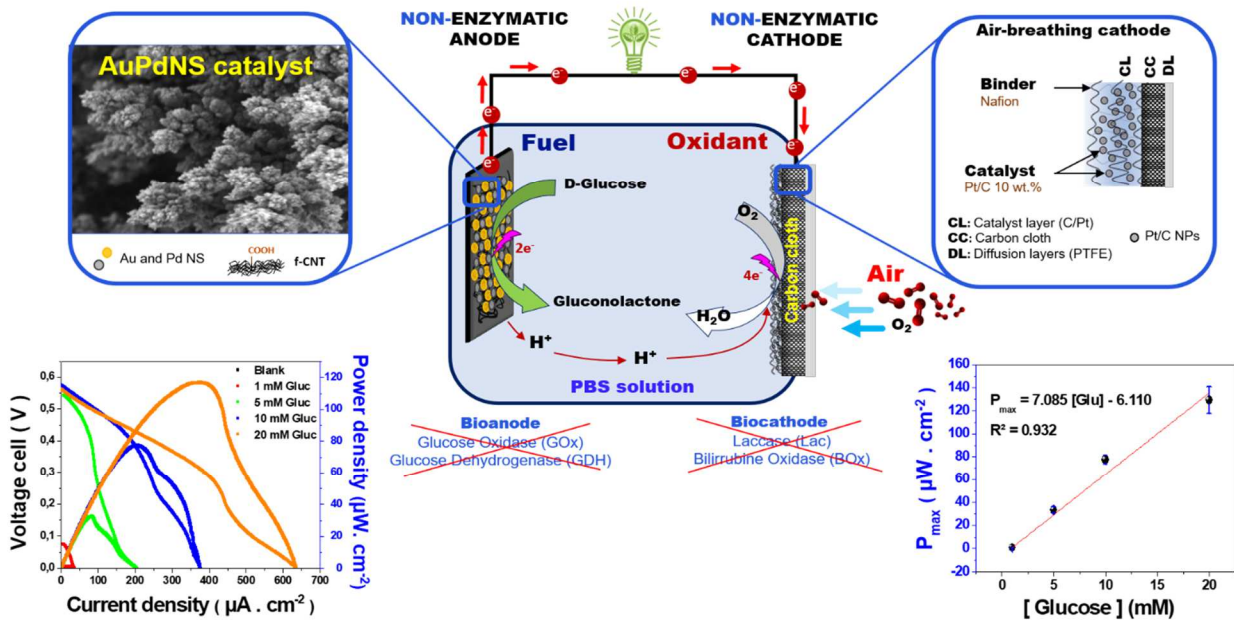 NON-ENZYMATIC
ANODE
NON-ENZYMATIC
CATHODE
AuPdNS catalyst
Au and Pd NS
COOH
f-CNT
e-
e-
e-
e-
e-
e-
e-
Fuel
Oxidant
D-Glucose
2e-
Gluconolactone
H+
H+
O2
4e-
H2O
Carbon cloth
PBS solution
Air
O2
Air-breathing cathode
CL
CC
DL
Binder
Nafion
Catalyst
Pt/C 10 wt.%
CL: Catalyst layer (C/Pt)
CC: Carbon cloth
DL: Diffusion layers (PTFE)
Pt/C NPs
Bioanode
Glucose Oxidase (GOx)
Glucose Dehydrogenase (GDH)
Biocathode
Laccase (Lac)
Bilirrubine Oxidase (BOx)
Voltage cell (V)
0,6
0,5
0,4
0,3
0,2
0,1
0,0
Blank
1 mM Gluc
5 mM Gluc
10 mM Gluc
20 mM Gluc
120
100
80
60
40
20
0
Power density (µW. cm-2)
0 100 200 300 400 500 600 700
Current density ( µA . cm-2)
Pmax ( µW . cm-2)
160
140
120
100
80
60
40
20
0
-20
Pmax = 7.085 [Glu] - 6.110
R² = 0.932
0 5 10 15 20
[ Glucose ] (mM)